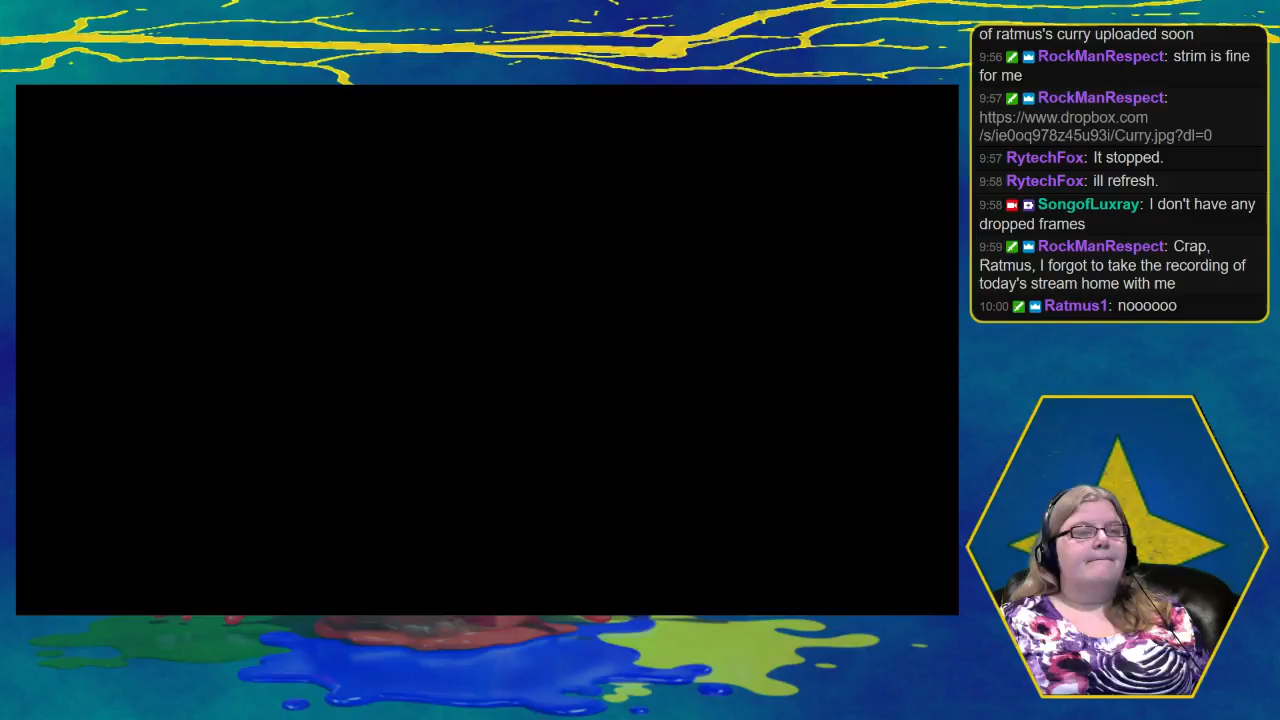 of ratmus's curry uploaded soon
9:56 RockManRespect: strim is fine
for me
9:57 RockManRespect:
https://www.dropbox.com
/s/ie0oq978z45u93i/Curry.jpg?dl=0
9:57 RytechFox: It stopped.
9:58 RytechFox: ill refresh.
9:58 SongofLuxray: I don't have any
dropped frames
9:59 RockManRespect: Crap,
Ratmus, I forgot to take the recording of
today's stream home with me
10:00 Ratmus1: noooooo